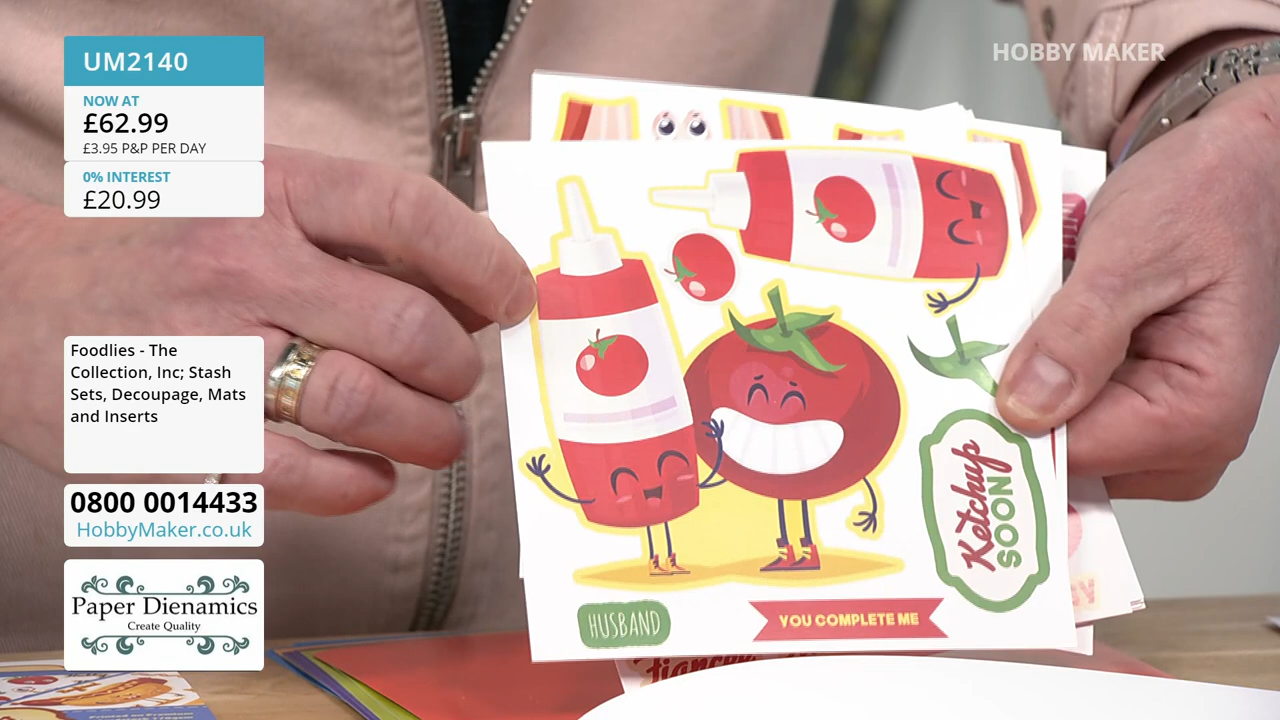 UM2140
NOW AT
£62.99
£3.95 P&P PER DAY
0% INTEREST
£20.99
Foodlies - The
Collection, Inc; Stash
Sets, Decoupage, Mats
and Inserts
0800 0014433
HobbyMaker.co.uk
Paper Dienamics
Create Quality
HOBBY MAKER
Ketchup
SOON
HUSBAND
YOU COMPLETE ME